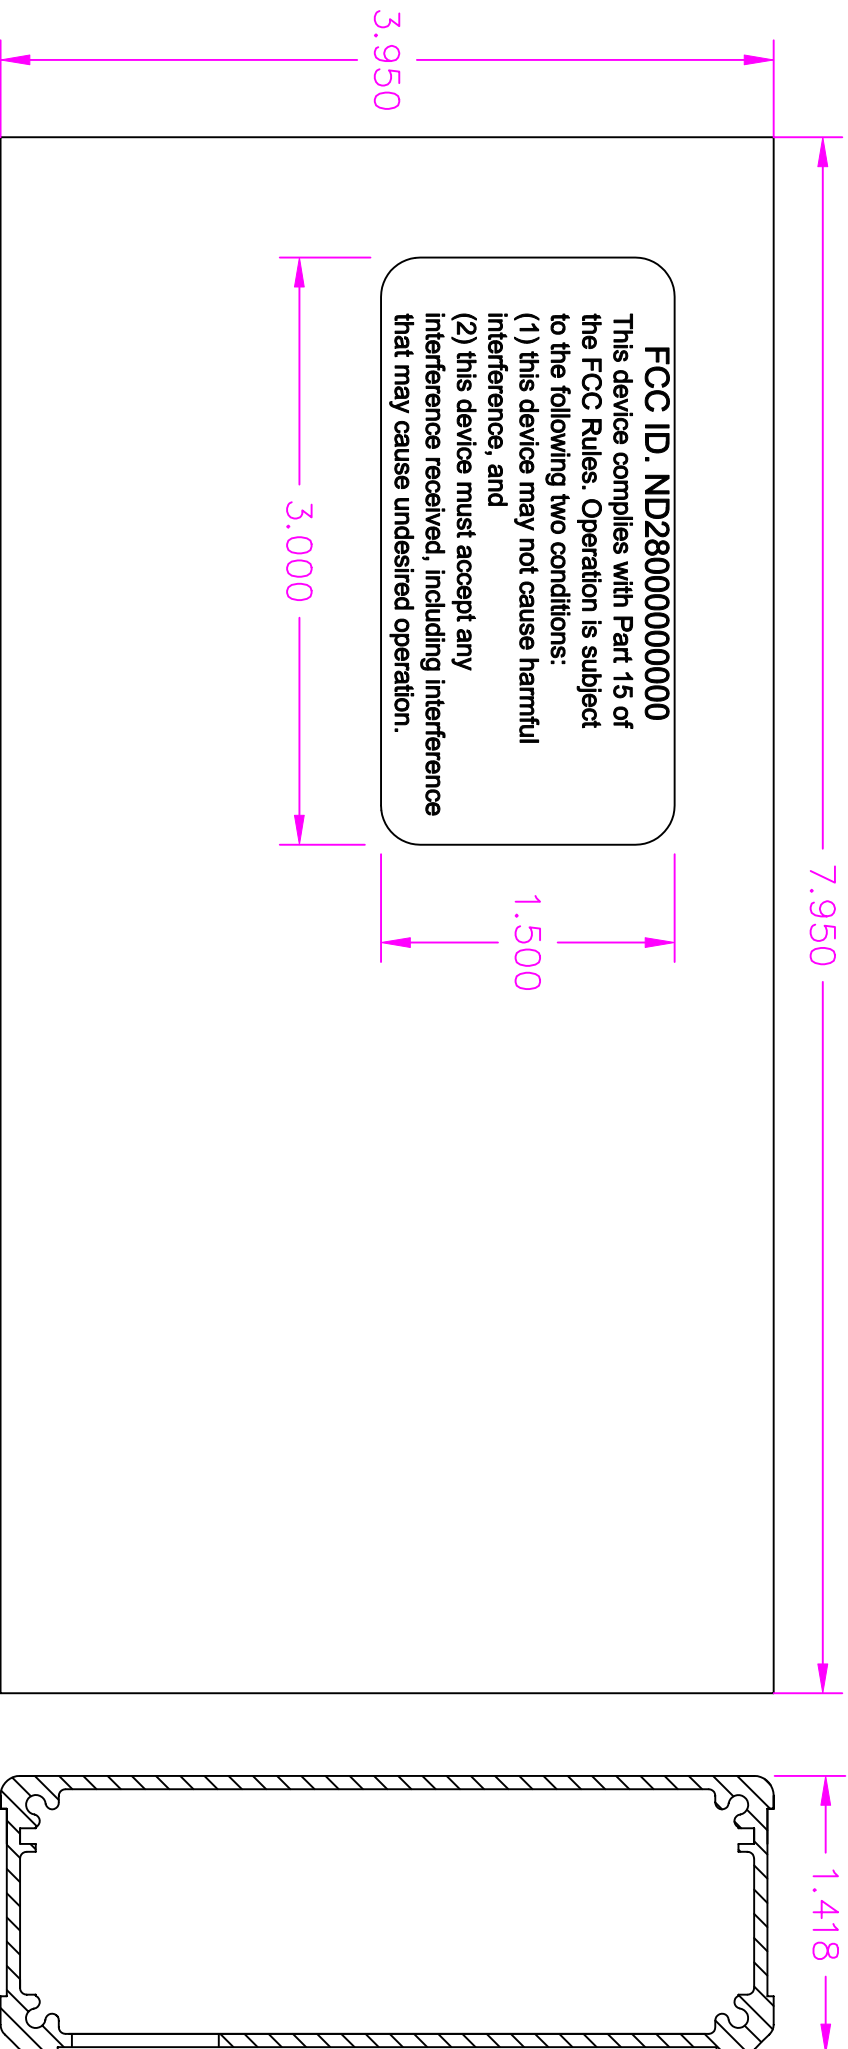 7.950
3.950
FCC ID. ND28000000000
This device complies with Part 15 of
the FCC Rules. Operation is subject
to the following two conditions:
(1) this device may not cause harmful
interference, and
(2) this device must accept any
interference received, including interference
that may cause undesired operation.
1.500
3.000
1.418